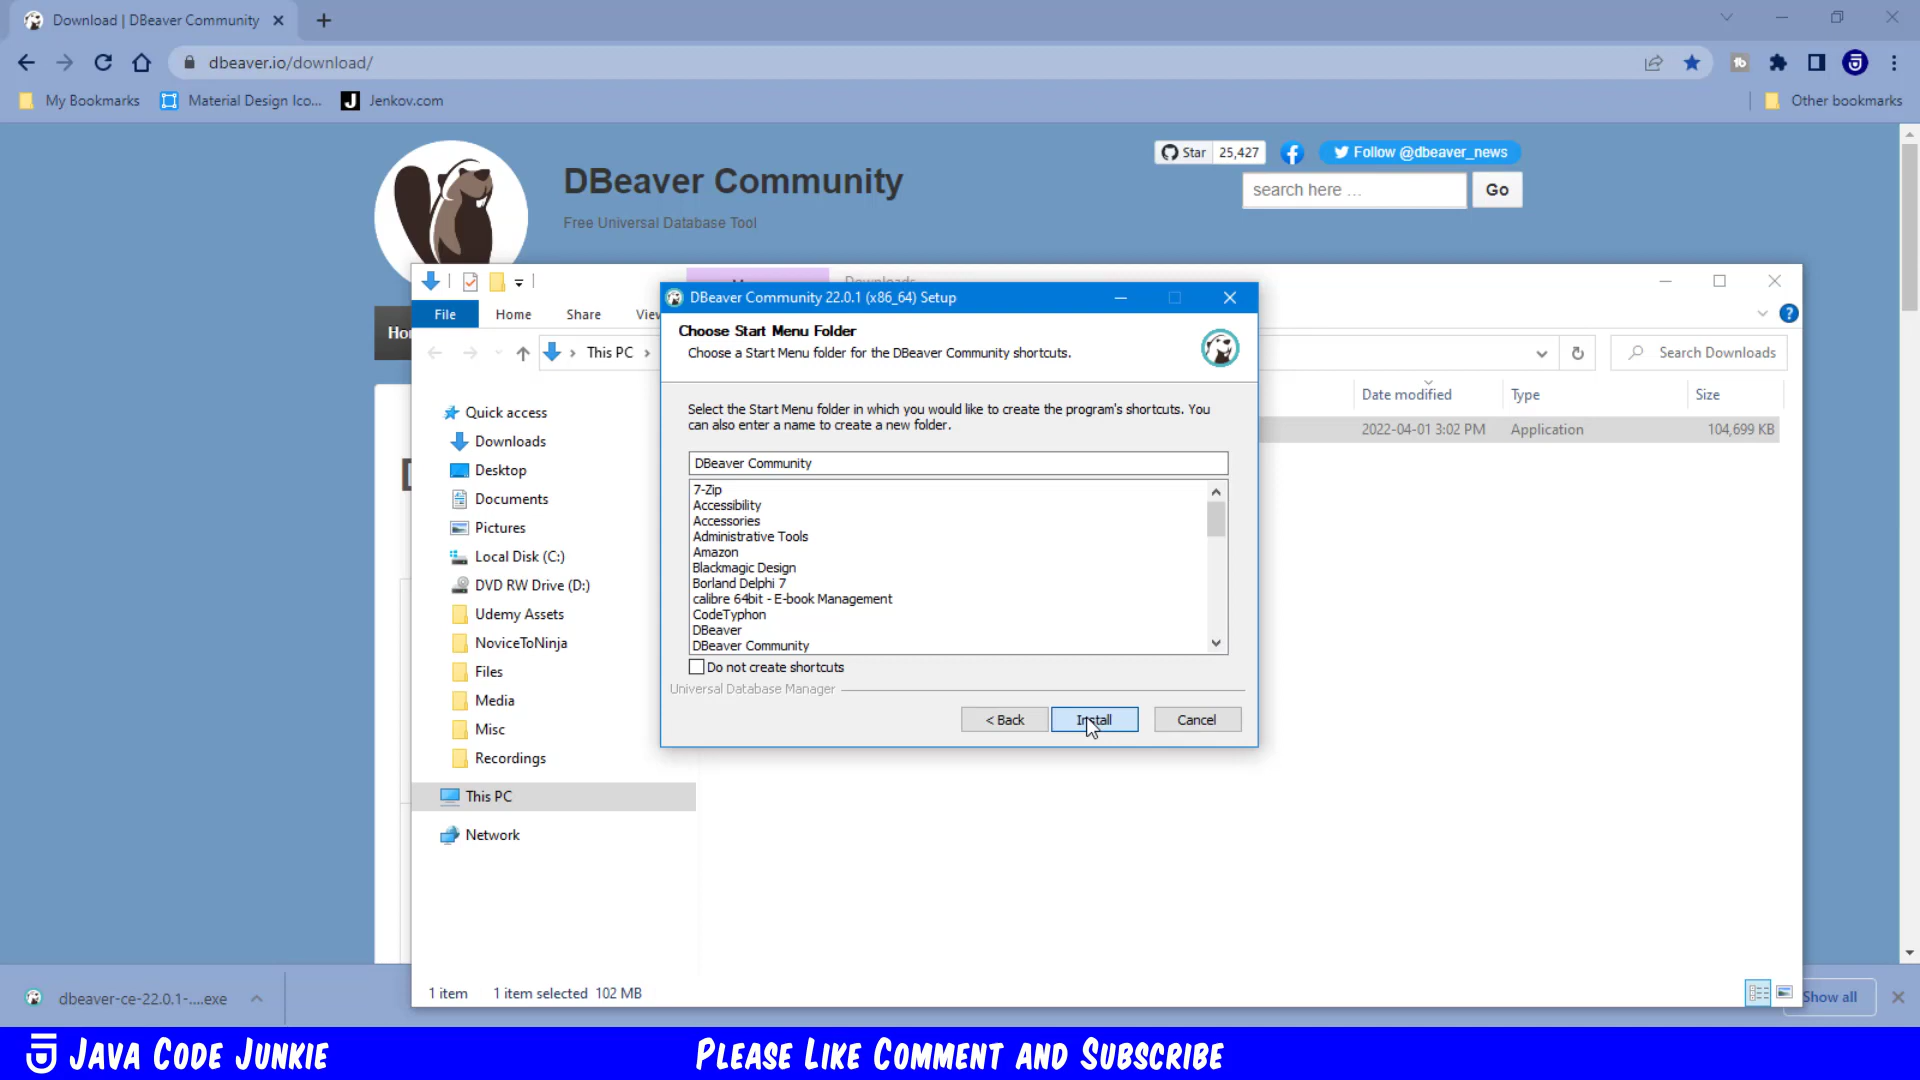 Download | DBeaver Community
dbeaver.io/download/
My Bookmarks
Material Design Ico...
Jenkov.com
Other bookmarks
DBeaver Community
Free Universal Database Tool
Star 25,427
Follow @dbeaver_news
search here ...
Go
File
Home
Share
Downloads
DBeaver Community 22.0.1 (x86_64) Setup
Choose Start Menu Folder
Choose a Start Menu folder for the DBeaver Community shortcuts.
This PC
Search Downloads
Date modified
Type
Size
2022-04-01 3:02 PM
Application
104,699 KB
Select the Start Menu folder in which you would like to create the program's shortcuts. You
can also enter a name to create a new folder.
DBeaver Community
7-Zip
Accessibility
Accessories
Administrative Tools
Amazon
Blackmagic Design
Borland Delphi 7
calibre 64bit - E-book Management
CodeTyphon
DBeaver
DBeaver Community
Do not create shortcuts
Universal Database Manager
< Back
Install
Cancel
Quick access
Downloads
Desktop
Documents
Pictures
Local Disk (C:)
DVD RW Drive (D:)
Udemy Assets
NoviceToNinja
Files
Media
Misc
Recordings
This PC
Network
1 item
1 item selected 102 MB
dbeaver-ce-22.0.1-....exe
Show all
Java Code Junkie
Please Like Comment and Subscribe